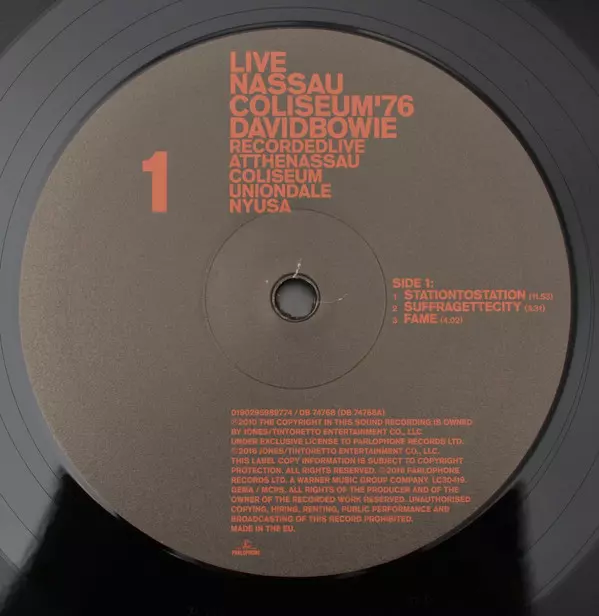 LIVE
NASSAU
COLISEUM'76
DAVIDBOWIE
RECORDEDLIVE
ATTHENASSAU
COLISEUM
UNIONDALE
NYUSA
1
SIDE 1:
1 STATIONTOSTATION (11.53)
2 SUFFRAGETTECITY (3.31)
3 FAME (4.02)
0190295989774 / DB 74768 (DB 74768A)
℗2010 THE COPYRIGHT IN THIS SOUND RECORDING IS OWNED
BY JONES/TINTORETTO ENTERTAINMENT CO., LLC
UNDER EXCLUSIVE LICENSE TO PARLOPHONE RECORDS LTD.
©2016 JONES/TINTORETTO ENTERTAINMENT CO., LLC
THIS LABEL COPY INFORMATION IS SUBJECT TO COPYRIGHT
PROTECTION. ALL RIGHTS RESERVED. ©2016 PARLOPHONE
RECORDS LTD. A WARNER MUSIC GROUP COMPANY. LC30419.
GEMA / MCPS. ALL RIGHTS OF THE PRODUCER AND OF THE
OWNER OF THE RECORDED WORK RESERVED. UNAUTHORISED
COPYING, HIRING, RENTING, PUBLIC PERFORMANCE AND
BROADCASTING OF THIS RECORD PROHIBITED.
MADE IN THE EU.
PARLOPHONE